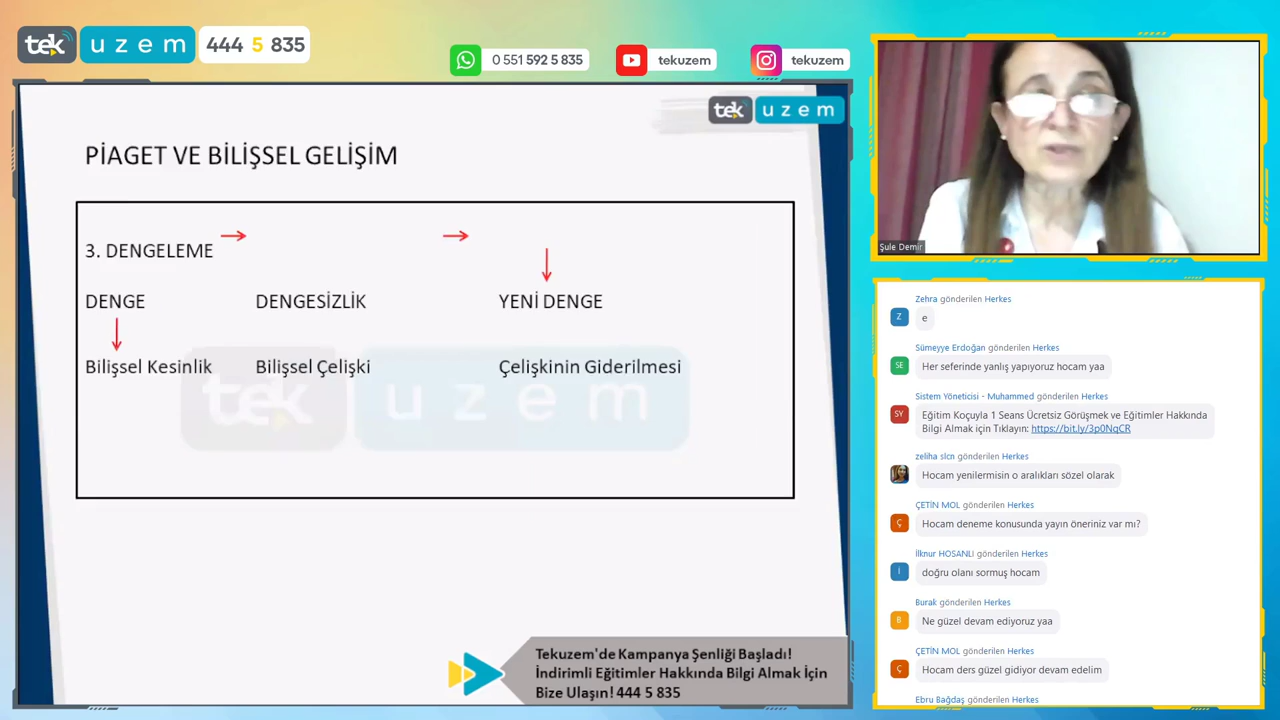 tek uzem 444 5 835
0 551 592 5 835
tekuzem
tekuzem
tek uzem
PİAGET VE BİLİŞSEL GELİŞİM
3. DENGELEME
DENGE DENGESİZLİK YENİ DENGE
Bilişsel Kesinlik Bilişsel Çelişki Çelişkinin Giderilmesi
tek uzem
Tekuzem'de Kampanya Şenliği Başladı!
İndirimli Eğitimler Hakkında Bilgi Almak İçin
Bize Ulaşın! 444 5 835
Şule Demir
Zehra gönderilen Herkes
Z
e
Sümeyye Erdoğan gönderilen Herkes
SE
Her seferinde yanlış yapıyoruz hocam yaa
Sistem Yöneticisi - Muhammed gönderilen Herkes
SY
Eğitim Koçuyla 1 Seans Ücretsiz Görüşmek ve Eğitimler Hakkında
Bilgi Almak için Tıklayın: https://bit.ly/3p0NqCR
zeliha slcn gönderilen Herkes
Hocam yenilermisin o aralıkları sözel olarak
ÇETİN MOL gönderilen Herkes
Ç
Hocam deneme konusunda yayın öneriniz var mı?
İlknur HOSANLI gönderilen Herkes
İ
doğru olanı sormuş hocam
Burak gönderilen Herkes
B
Ne güzel devam ediyoruz yaa
ÇETİN MOL gönderilen Herkes
Ç
Hocam ders güzel gidiyor devam edelim
Ebru Bağdaş gönderilen Herkes